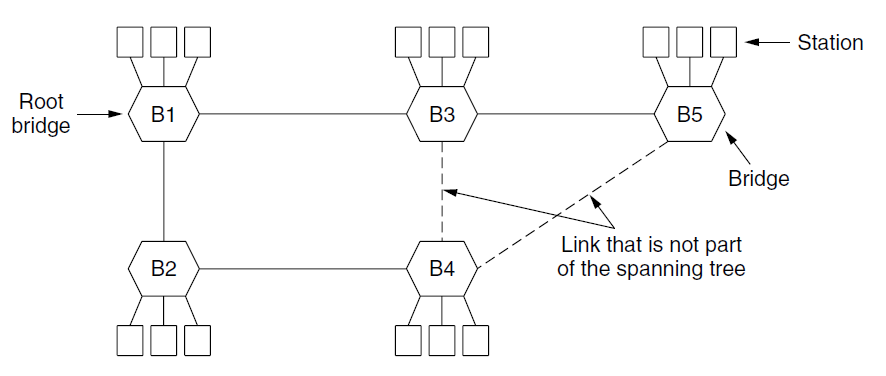 Station
Root
bridge
B1
B3
B5
Bridge
Link that is not part
of the spanning tree
B2
B4